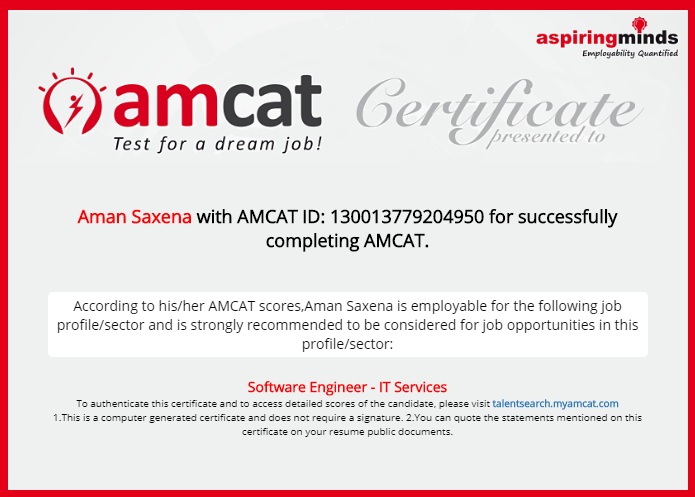 aspiringminds
Employability Quantified
amcat
Test for a dream job!
Certificate
presented to
Aman Saxena with AMCAT ID: 130013779204950 for successfully
completing AMCAT.
According to his/her AMCAT scores,Aman Saxena is employable for the following job
profile/sector and is strongly recommended to be considered for job opportunities in this
profile/sector:
Software Engineer - IT Services
To authenticate this certificate and to access detailed scores of the candidate, please visit talentsearch.myamcat.com
1.This is a computer generated certificate and does not require a signature. 2.You can quote the statements mentioned on this
certificate on your resume public documents.